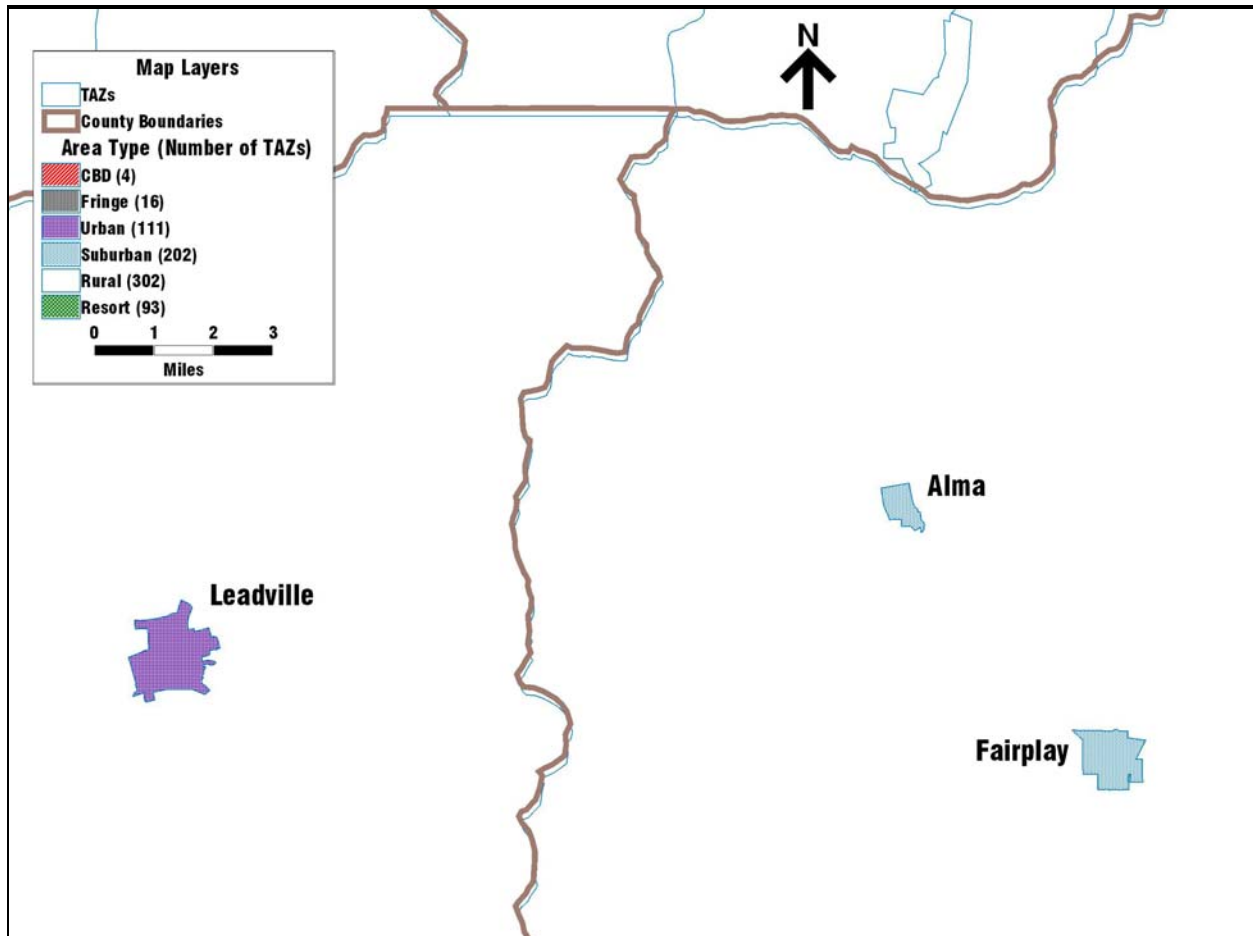 N
Map Layers
TAZs
County Boundaries
Area Type (Number of TAZs)
CBD (4)
Fringe (16)
Urban (111)
Suburban (202)
Rural (302)
Resort (93)
0 1 2 3
Miles
Alma
Leadville
Fairplay